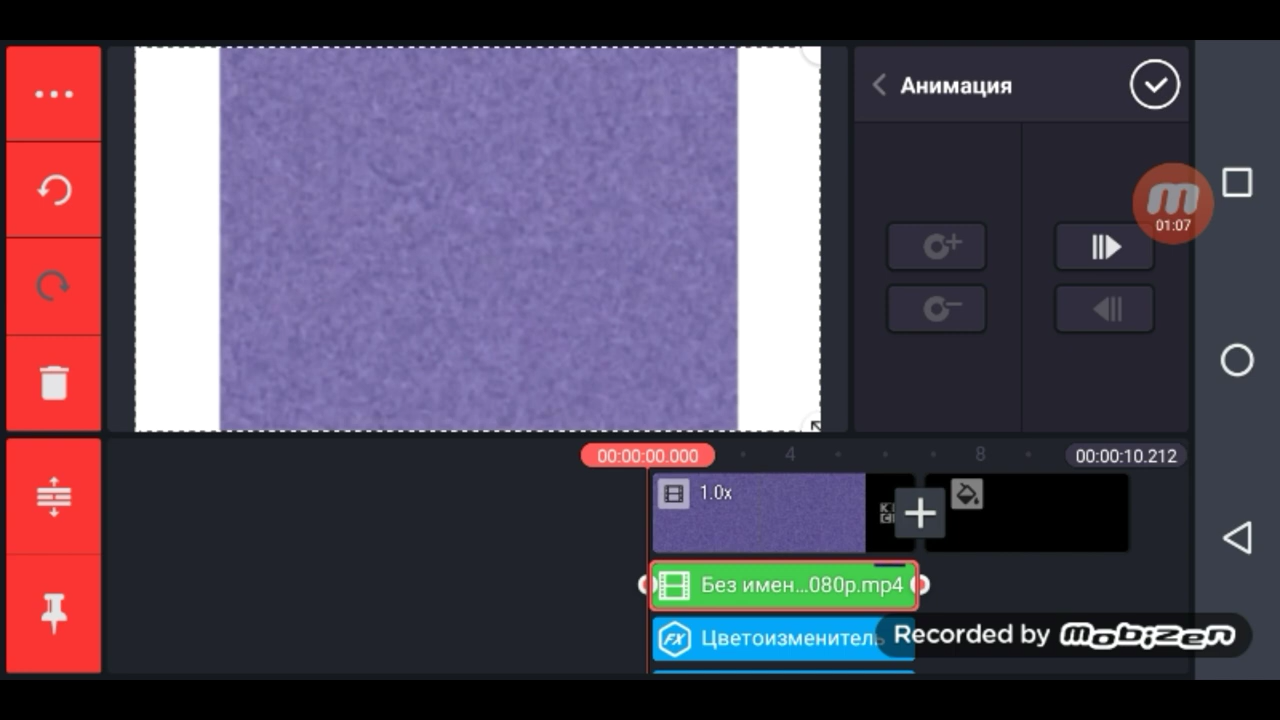 Анимация
01:07
00:00:00.000
4
8
00:00:10.212
1.0x
Без имен...080p.mp4
FX Цветоизменитель
Recorded by mobizen